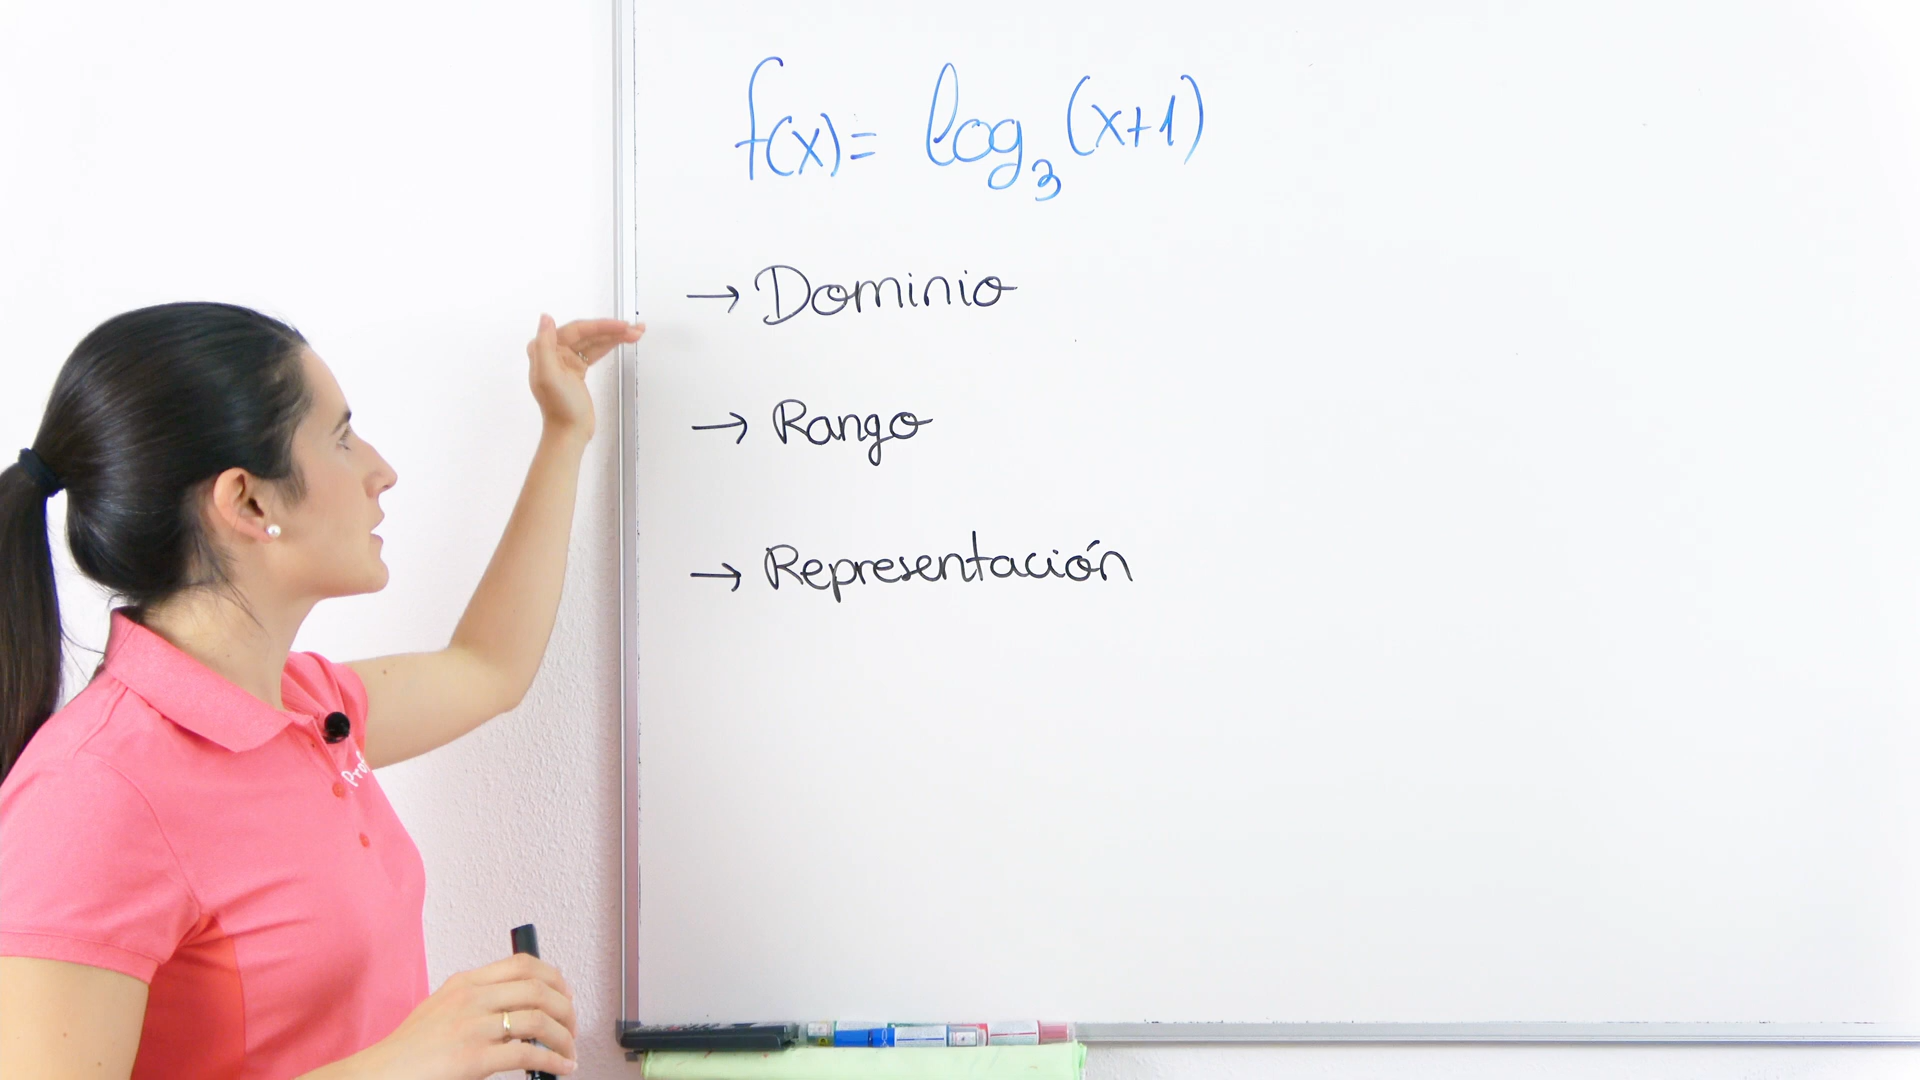 f(x) = log₃(x+1)
→ Dominio
→ Rango
→ Representación